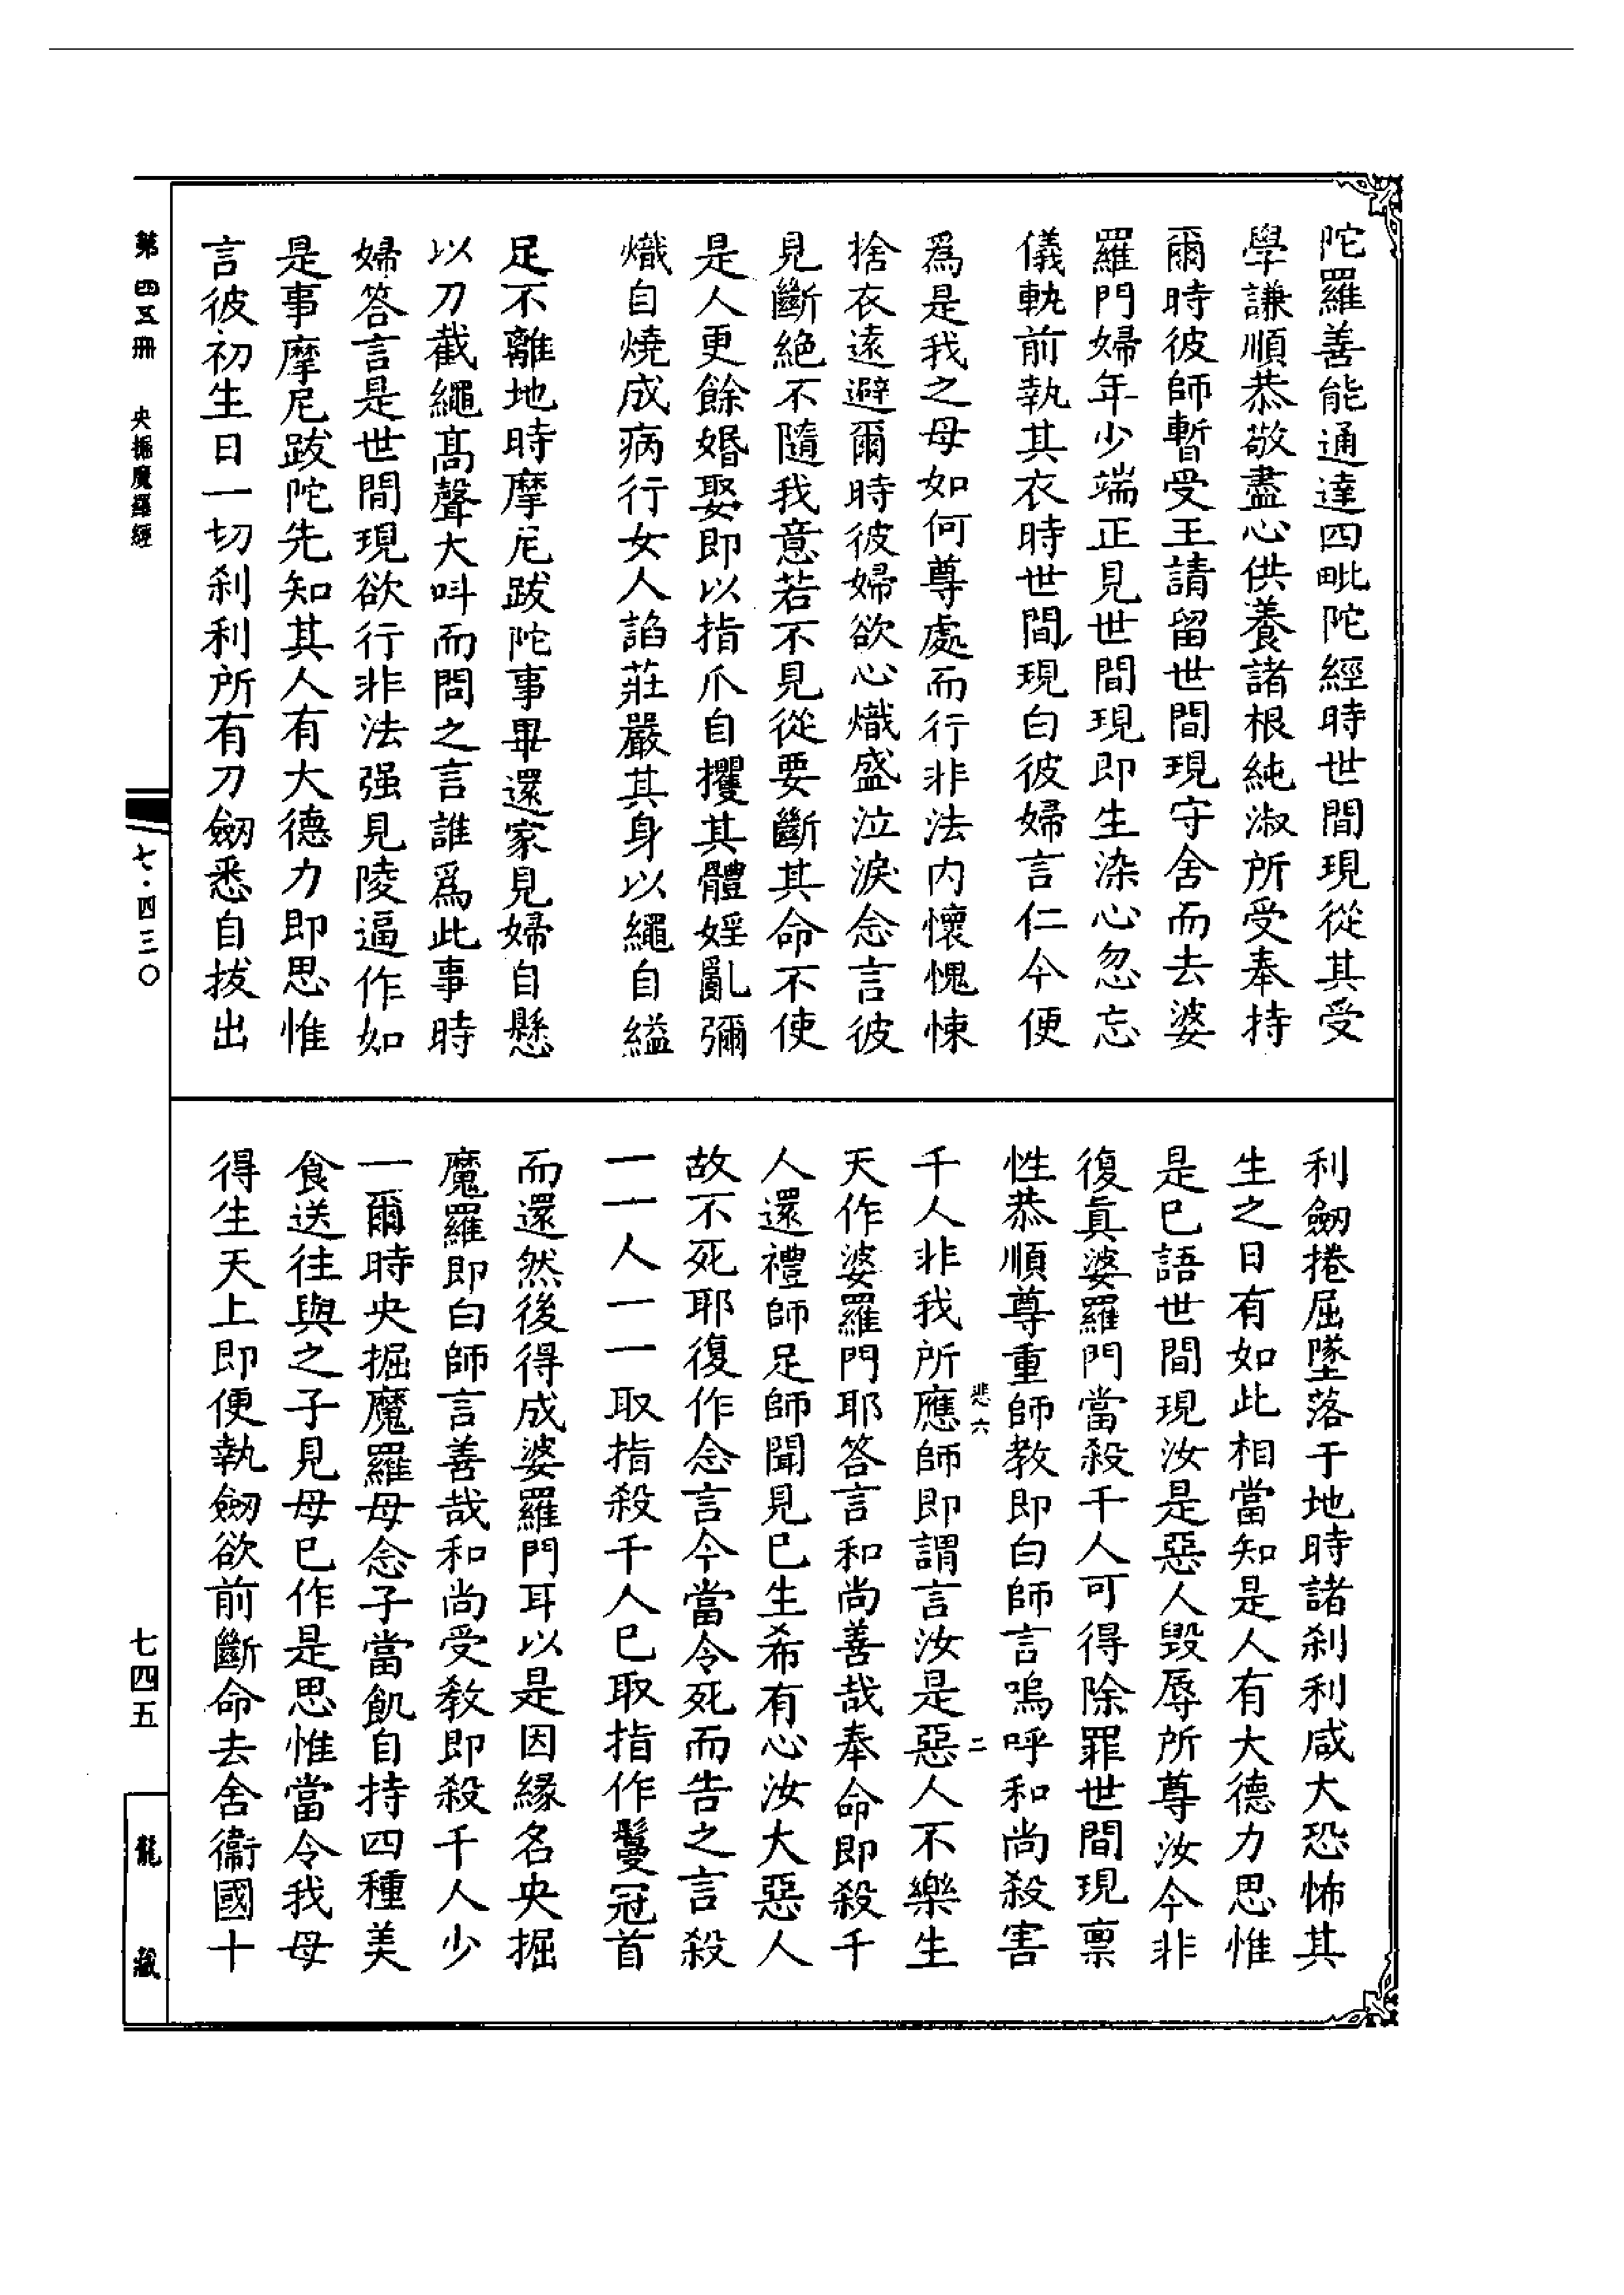 陀羅善能通達四毗陀經時世間現從其受
學謙順恭敬盡心供養諸根純淑所受奉持
爾時彼師暫受王請留世間現守舍而去婆
羅門婦年少端正見世間現即生染心忽忘
儀軌前執其衣時世間現白彼婦言仁今便
爲是我之母如何尊處而行非法内懷愧悚
捨衣遠避爾時彼婦欲心熾盛泣淚念言彼
見斷絶不隨我意若不見從要斷其命不使
是人更餘婚娶即以指爪自攫其體婬亂彌
熾自燒成病行女人諂莊嚴其身以繩自縊
足不離地時摩尼跋陀事畢還家見婦自懸
以刀截繩髙聲大呌而問之言誰爲此事時
婦答言是世間現欲行非法强見陵逼作如
是事摩尼跋陀先知其人有大德力即思惟
言彼初生日一切刹利所有刀劒悉自拔出
利劒捲屈墜落于地時諸刹利咸大恐怖其
生之日有如此相當知是人有大德力思惟
是已語世間現汝是惡人毀辱所尊汝今非
復眞婆羅門當殺千人可得除罪世間現禀
性恭順尊重師教即白師言嗚呼和尚殺害
千人非我所應師即謂言汝是惡人不樂生
天作婆羅門耶答言和尚善哉奉命即殺千
人還禮師足師聞見已生希有心汝大惡人
故不死耶復作念言今當令死而告之言殺
一一人一一取指殺千人已取指作鬘冠首
而還然後得成婆羅門耳以是因緣名央掘
魔羅即白師言善哉和尚受教即殺千人少
一爾時央掘魔羅母念子當飢自持四種美
食送往與之子見母已作是思惟當令我母
得生天上即便執劒欲前斷命去舍衞國十
悲六
二
第四五冊 央掘魔羅經
七·四三〇
七四五
龍藏